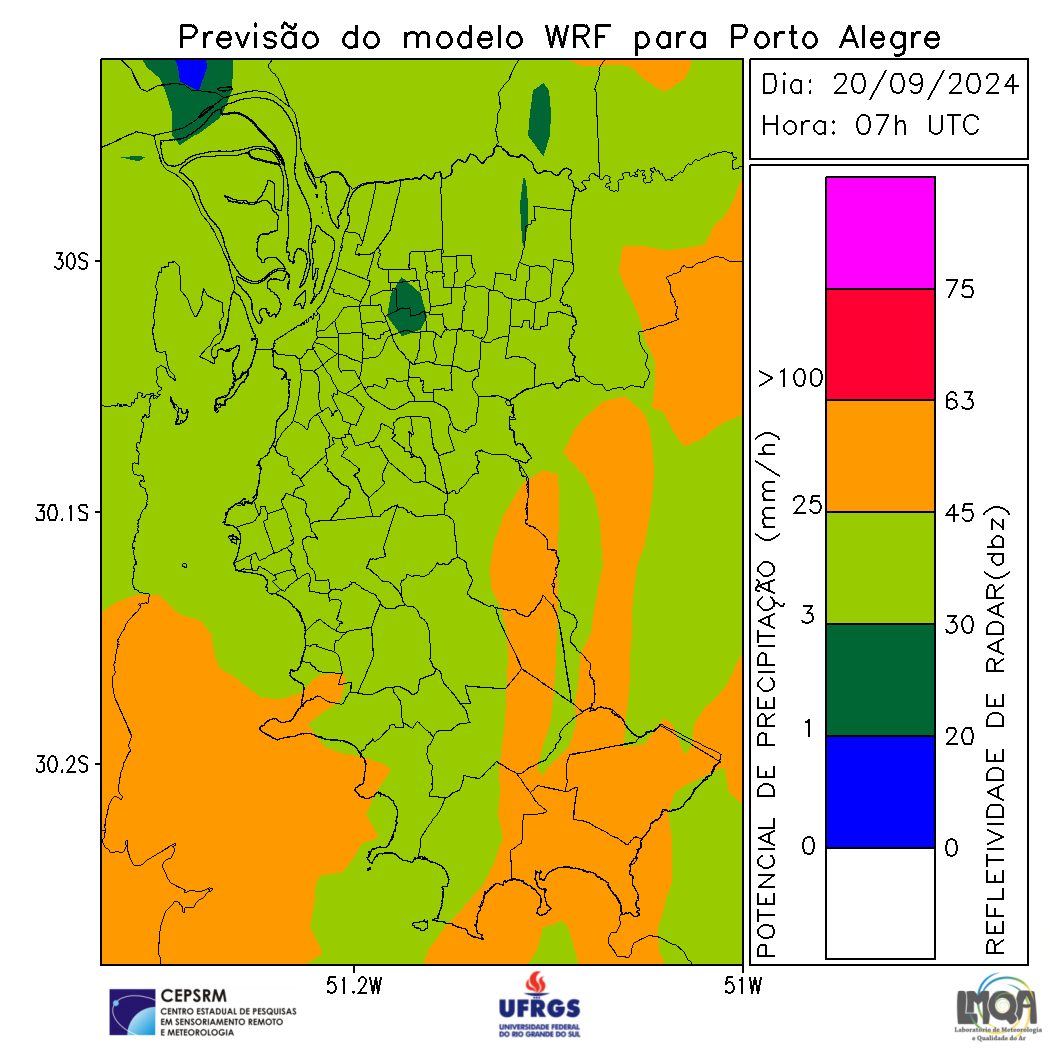 Previsão do modelo WRF para Porto Alegre
Dia: 20/09/2024
Hora: 07h UTC
30S
30.1S
30.2S
51.2W
51W
POTENCIAL DE PRECIPITAÇÃO (mm/h)
>100
25
3
1
0
75
63
45
30
20
0
REFLETIVIDADE DE RADAR(dbz)
CEPSRM
CENTRO ESTADUAL DE PESQUISAS
EM SENSORIAMENTO REMOTO
E METEOROLOGIA
UFRGS
UNIVERSIDADE FEDERAL
DO RIO GRANDE DO SUL
LMQA
Laboratório de Meteorologia
e Qualidade do Ar